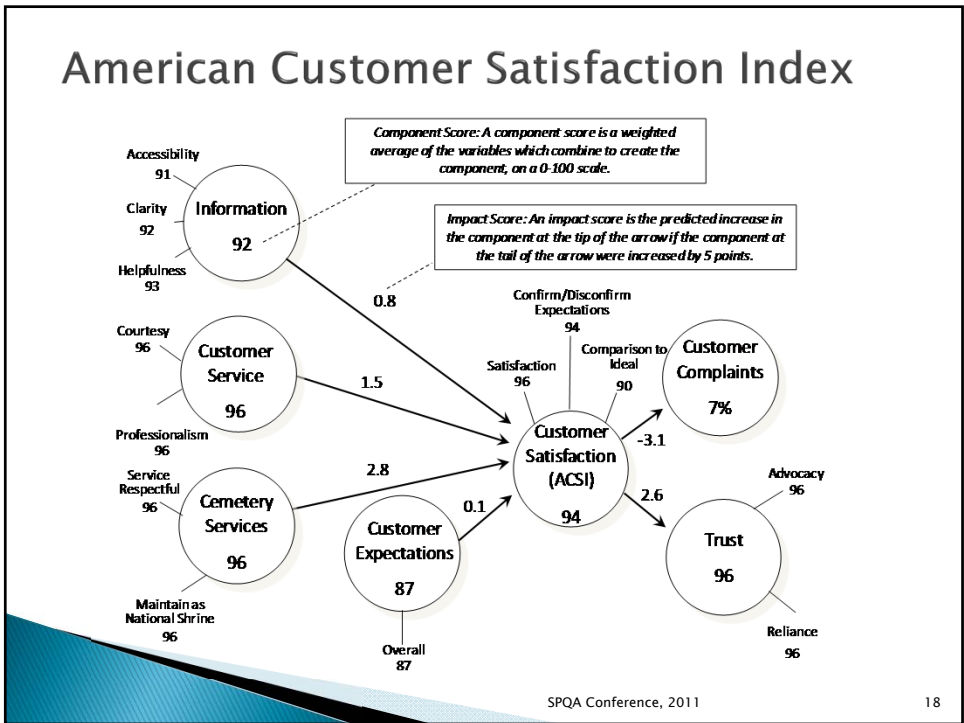 American Customer Satisfaction Index
Component Score: A component score is a weighted
average of the variables which combine to create the
component, on a 0-100 scale.
Impact Score: An impact score is the predicted increase in
the component at the tip of the arrow if the component at
the tail of the arrow were increased by 5 points.
Accessibility
91
Clarity
92
Helpfulness
93
Information
92
0.8
Courtesy
96
Professionalism
96
Customer
Service
96
1.5
Service
Respectful
96
Maintain as
National Shrine
96
Cemetery
Services
96
2.8
Customer
Expectations
87
Overall
87
0.1
Confirm/Disconfirm
Expectations
94
Satisfaction
96
Comparison to
Ideal
90
Customer
Satisfaction
(ACSI)
94
Customer
Complaints
7%
-3.1
2.6
Advocacy
96
Trust
96
Reliance
96
SPQA Conference, 2011
18